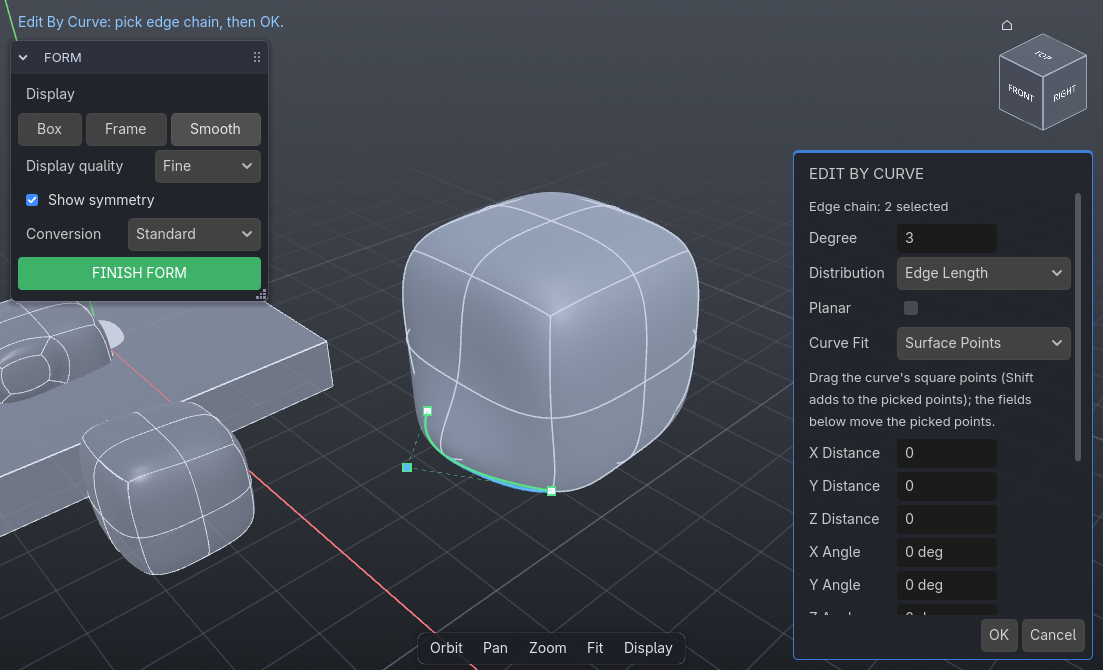 Edit By Curve: pick edge chain, then OK.
FORM
Display
Box Frame Smooth
Display quality Fine
Show symmetry
Conversion Standard
FINISH FORM
TOP
FRONT RIGHT
EDIT BY CURVE
Edge chain: 2 selected
Degree 3
Distribution Edge Length
Planar
Curve Fit Surface Points
Drag the curve's square points (Shift
adds to the picked points); the fields
below move the picked points.
X Distance 0
Y Distance 0
Z Distance 0
X Angle 0 deg
Y Angle 0 deg
OK Cancel
Orbit Pan Zoom Fit Display